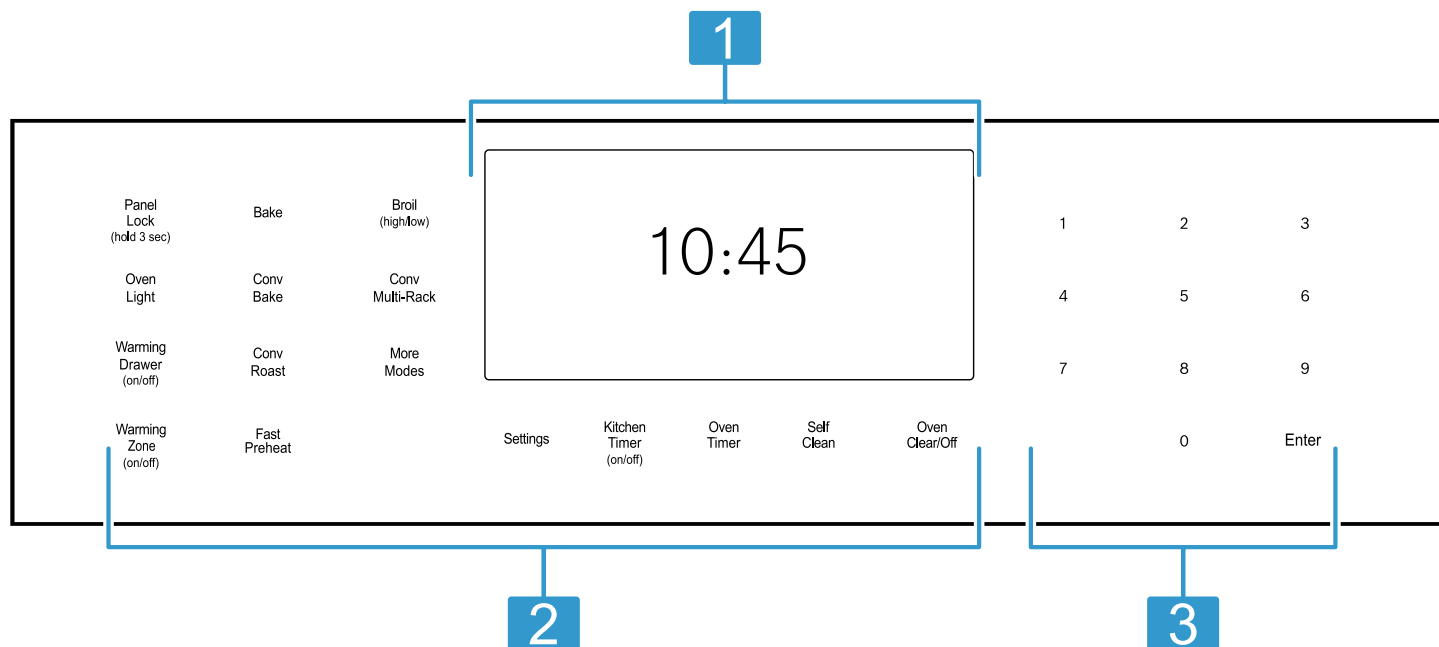 1
Panel
Lock
(hold 3 sec)
Bake
Broil
(high/low)
Oven
Light
Conv
Bake
Conv
Multi-Rack
Warming
Drawer
(on/off)
Conv
Roast
More
Modes
Warming
Zone
(on/off)
Fast
Preheat
10:45
Settings
Kitchen
Timer
(on/off)
Oven
Timer
Self
Clean
Oven
Clear/Off
1 2 3
4 5 6
7 8 9
0 Enter
2
3